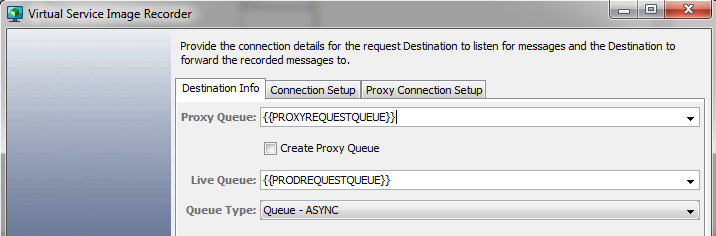 Virtual Service Image Recorder
Provide the connection details for the request Destination to listen for messages and the Destination to
forward the recorded messages to.
Destination Info Connection Setup Proxy Connection Setup
Proxy Queue: {{PROXYREQUESTQUEUE}}
Create Proxy Queue
Live Queue: {{PRODREQUESTQUEUE}}
Queue Type: Queue - ASYNC